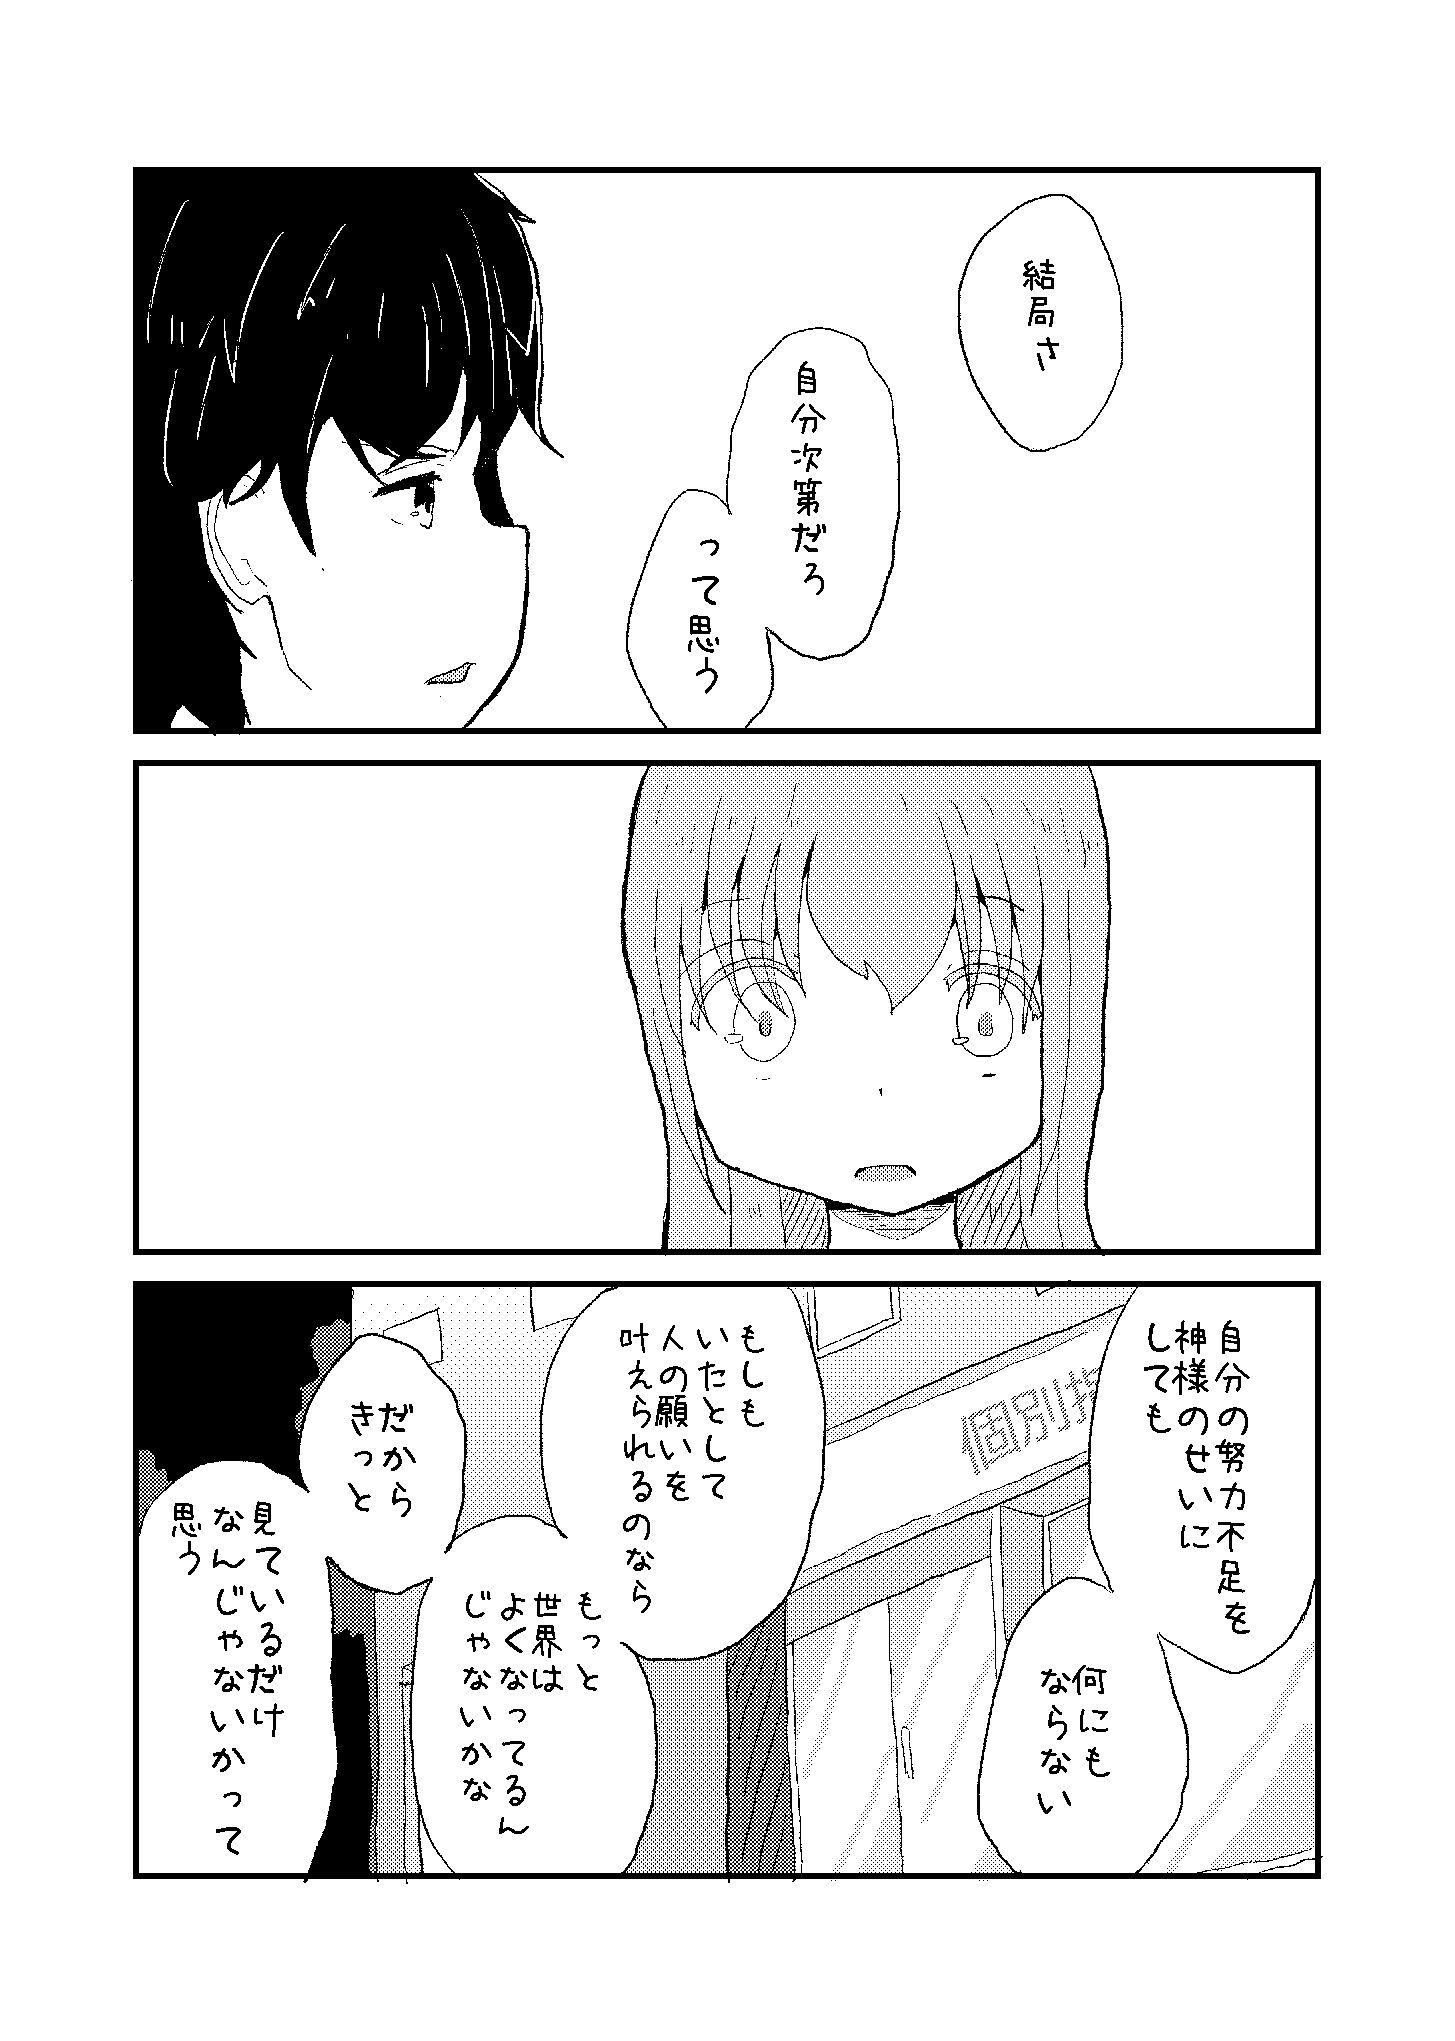 結局さ
自分次第だろ
って思う
自分の努力不足を
神様のせいに
しても
何にも
ならない
個別指
もしも
いたとして
人の願いを
叶えられるのなら
もっと
世界は
よくなってるん
じゃないかな
だから
きっと
見ているだけ
なんじゃないかって
思う